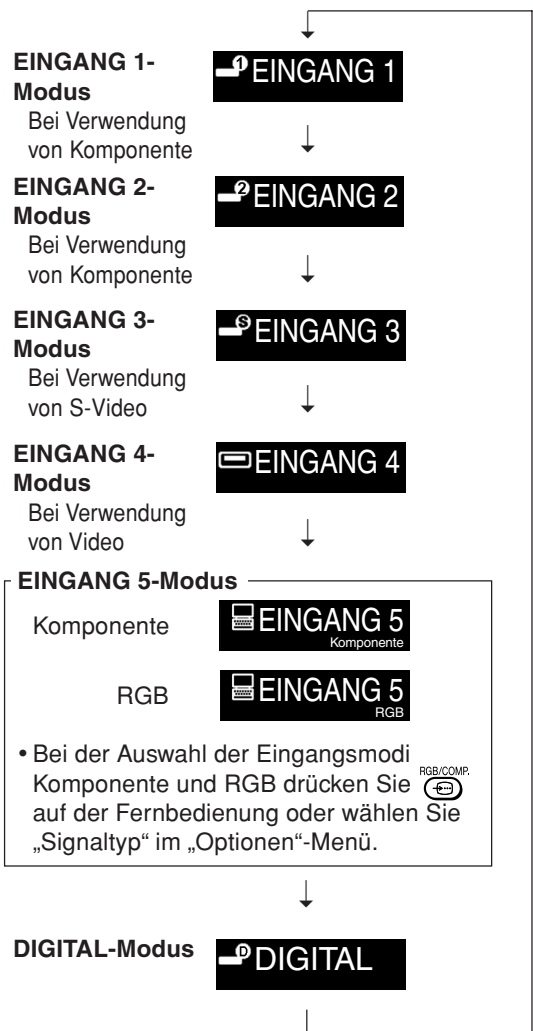 EINGANG 1-
Modus
Bei Verwendung
von Komponente
1 EINGANG 1
EINGANG 2-
Modus
Bei Verwendung
von Komponente
2 EINGANG 2
EINGANG 3-
Modus
Bei Verwendung
von S-Video
S EINGANG 3
EINGANG 4-
Modus
Bei Verwendung
von Video
EINGANG 4
EINGANG 5-Modus
Komponente
EINGANG 5
Komponente
RGB
EINGANG 5
RGB
• Bei der Auswahl der Eingangsmodi
Komponente und RGB drücken Sie RGB/COMP.
auf der Fernbedienung oder wählen Sie
„Signaltyp“ im „Optionen“-Menü.
DIGITAL-Modus
D DIGITAL